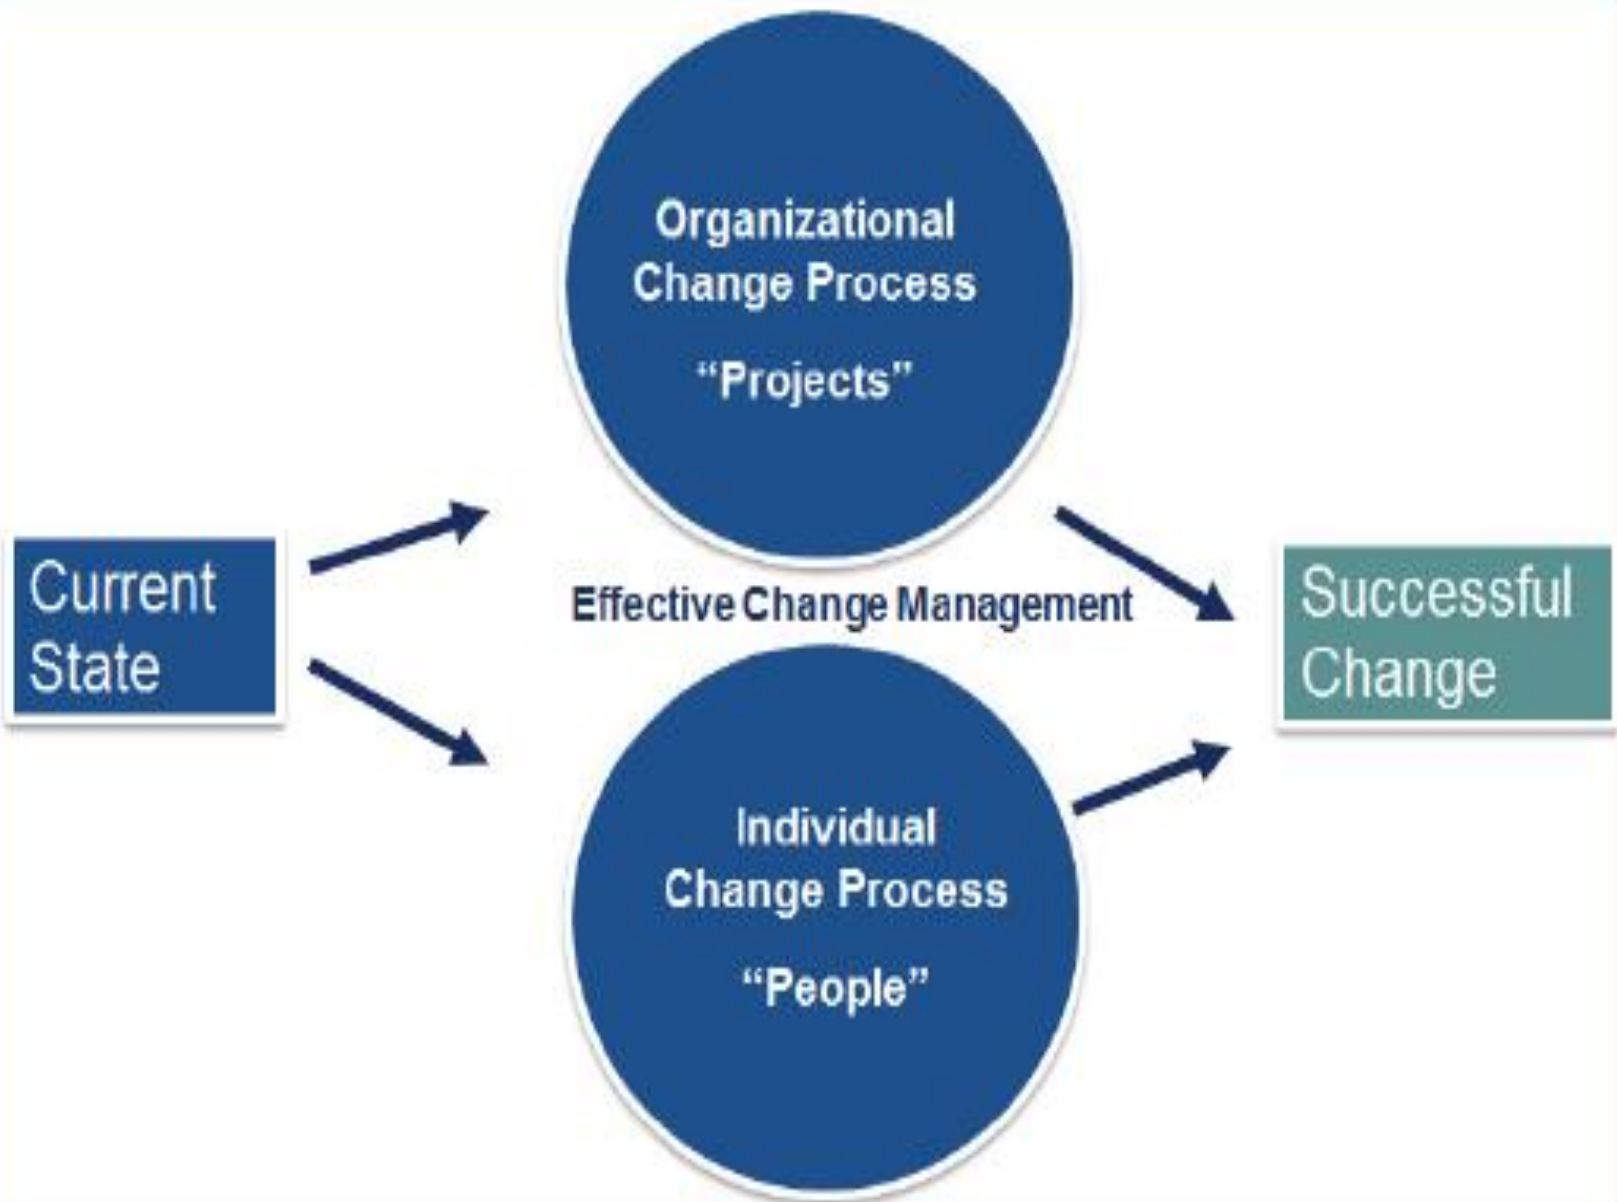 Organizational
Change Process
“Projects”
Current
State
Effective Change Management
Successful
Change
Individual
Change Process
“People”